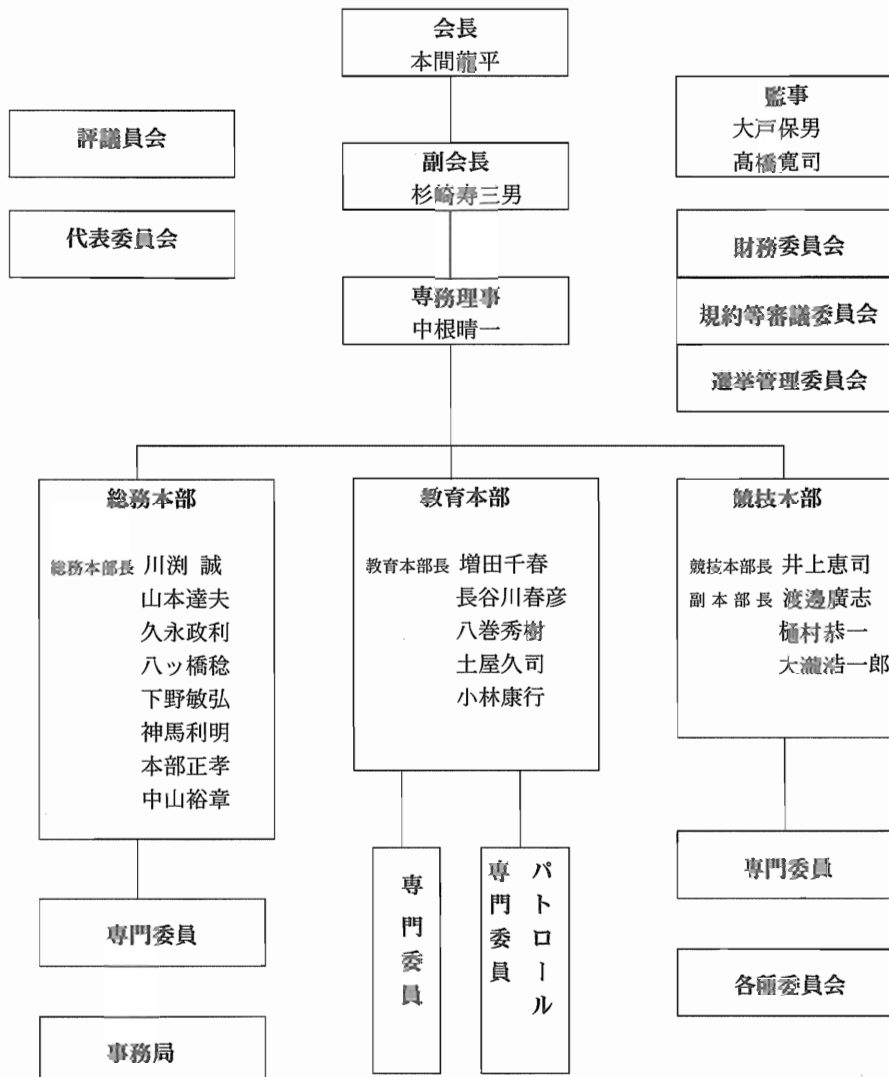 会長
本間龍平
監事
大戸保男
髙橋寛司
評議員会
副会長
杉崎寿三男
代表委員会
財務委員会
専務理事
中根晴一
規約等審議委員会
選挙管理委員会
総務本部
総務本部長 川渕 誠
山本達夫
久永政利
八ッ橋稔
下野敏弘
神馬利明
本部正孝
中山裕章
教育本部
教育本部長 増田千春
長谷川春彦
八巻秀樹
土屋久司
小林康行
競技本部
競技本部長 井上恵司
副本部長 渡邉廣志
樋村恭一
大瀧浩一郎
専門委員
事務局
専門委員
パトロール
専門委員
専門委員
各種委員会